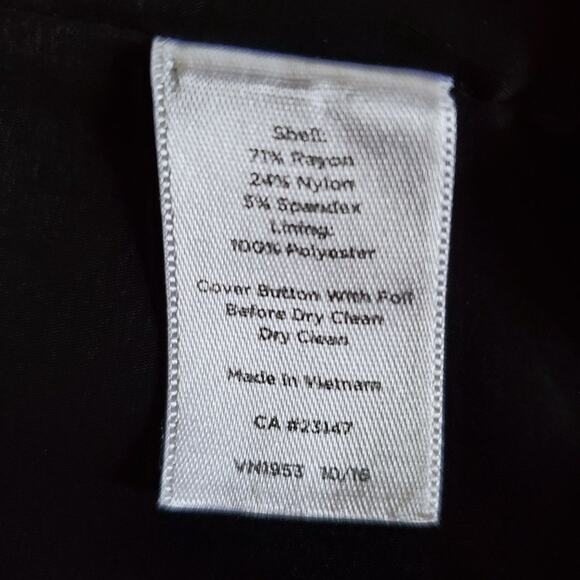 Shell:
71% Rayon
24% Nylon
5% Spandex
Lining:
100% Polyester
Cover Button With Foil
Before Dry Clean
Dry Clean
Made in Vietnam
CA #23147
VN1953 10/16